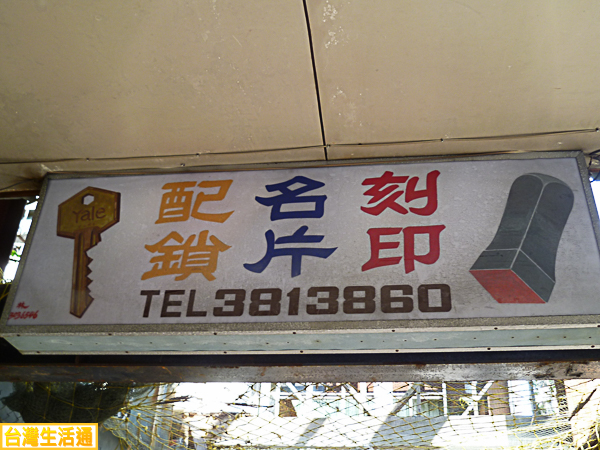 Yale
配鎖
名片
刻印
TEL3813860
台灣生活通